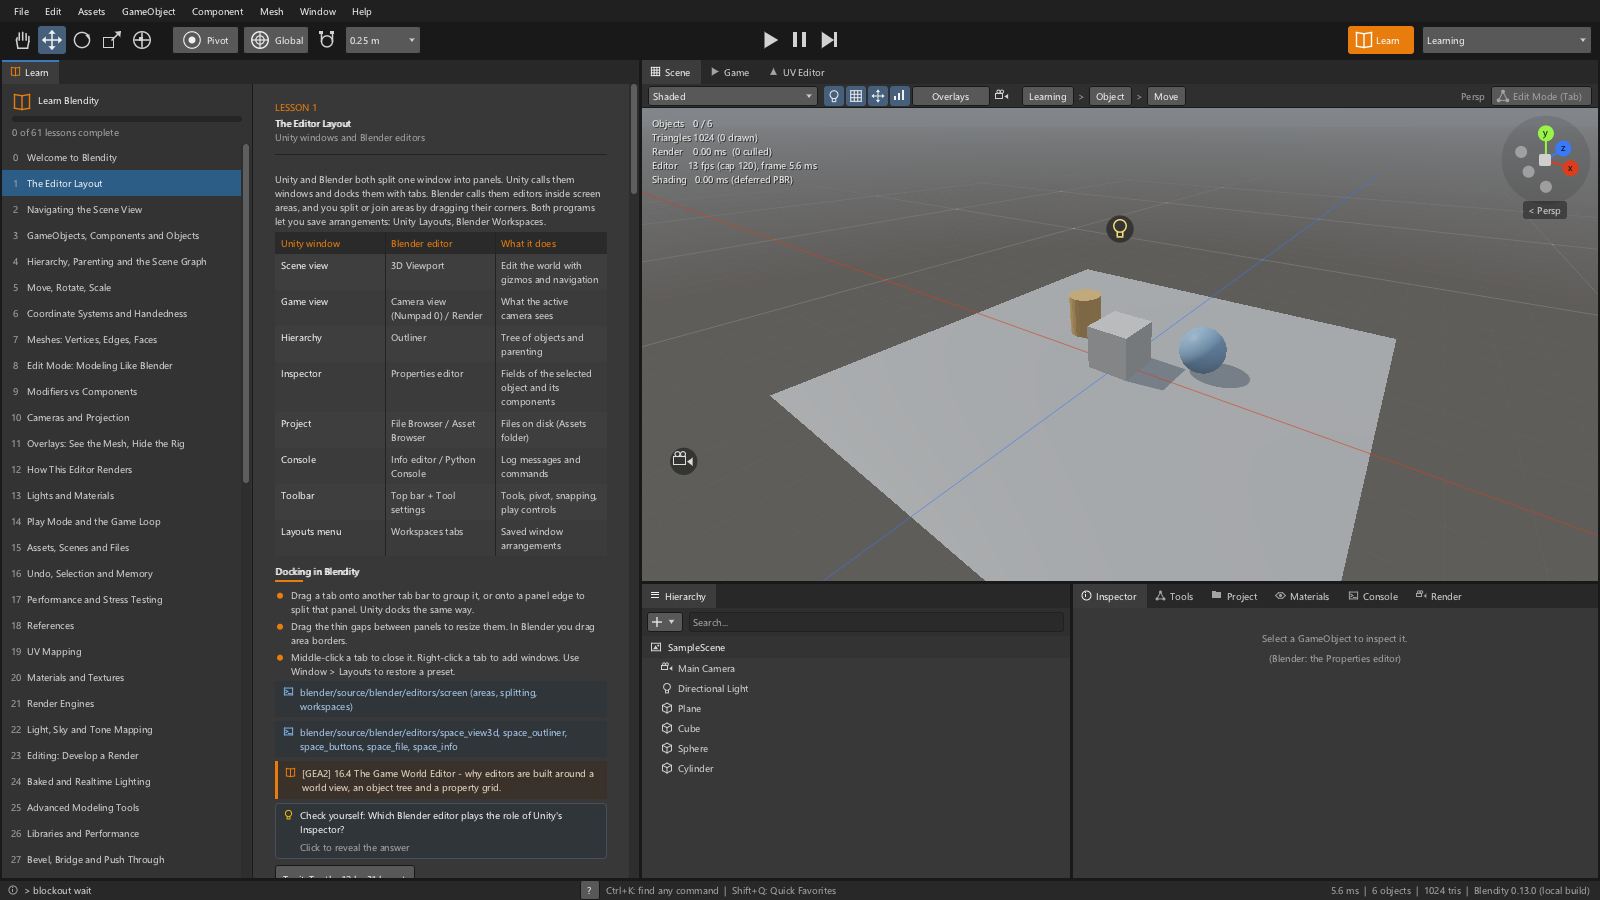 File Edit Assets GameObject Component Mesh Window Help
Pivot Global 0.25 m Learn Learning
Learn
Learn Blendity
0 of 61 lessons complete
0 Welcome to Blendity
1 The Editor Layout
2 Navigating the Scene View
3 GameObjects, Components and Objects
4 Hierarchy, Parenting and the Scene Graph
5 Move, Rotate, Scale
6 Coordinate Systems and Handedness
7 Meshes: Vertices, Edges, Faces
8 Edit Mode: Modeling Like Blender
9 Modifiers vs Components
10 Cameras and Projection
11 Overlays: See the Mesh, Hide the Rig
12 How This Editor Renders
13 Lights and Materials
14 Play Mode and the Game Loop
15 Assets, Scenes and Files
16 Undo, Selection and Memory
17 Performance and Stress Testing
18 References
19 UV Mapping
20 Materials and Textures
21 Render Engines
22 Light, Sky and Tone Mapping
23 Editing: Develop a Render
24 Baked and Realtime Lighting
25 Advanced Modeling Tools
26 Libraries and Performance
27 Bevel, Bridge and Push Through
LESSON 1
The Editor Layout
Unity windows and Blender editors
Unity and Blender both split one window into panels. Unity calls them
windows and docks them with tabs. Blender calls them editors inside screen
areas, and you split or join areas by dragging their corners. Both programs
let you save arrangements: Unity Layouts, Blender Workspaces.
Unity window Blender editor What it does
Scene view 3D Viewport Edit the world with
gizmos and navigation
Game view Camera view What the active
(Numpad 0) / Render camera sees
Hierarchy Outliner Tree of objects and
parenting
Inspector Properties editor Fields of the selected
object and its
components
Project File Browser / Asset Files on disk (Assets
Browser folder)
Console Info editor / Python Log messages and
Console commands
Toolbar Top bar + Tool Tools, pivot, snapping,
settings play controls
Layouts menu Workspaces tabs Saved window
arrangements
Docking in Blendity
Drag a tab onto another tab bar to group it, or onto a panel edge to
split that panel. Unity docks the same way.
Drag the thin gaps between panels to resize them. In Blender you drag
area borders.
Middle-click a tab to close it. Right-click a tab to add windows. Use
Window > Layouts to restore a preset.
blender/source/blender/editors/screen (areas, splitting,
workspaces)
blender/source/blender/editors/space_view3d, space_outliner,
space_buttons, space_file, space_info
[GEA2] 16.4 The Game World Editor - why editors are built around a
world view, an object tree and a property grid.
Check yourself: Which Blender editor plays the role of Unity's
Inspector?
Click to reveal the answer
Scene Game UV Editor
Shaded Overlays Learning > Object > Move Persp Edit Mode (Tab)
Objects 0 / 6
Triangles 1024 (0 drawn)
Render 0.00 ms (0 culled)
Editor 13 fps (cap 120), frame 5.6 ms
Shading 0.00 ms (deferred PBR)
y
z
x
< Persp
Hierarchy
Search...
SampleScene
Main Camera
Directional Light
Plane
Cube
Sphere
Cylinder
Inspector Tools Project Materials Console Render
Select a GameObject to inspect it.
(Blender: the Properties editor)
> blockout wait
? Ctrl+K: find any command | Shift+Q: Quick Favorites
5.6 ms | 6 objects | 1024 tris | Blendity 0.13.0 (local build)